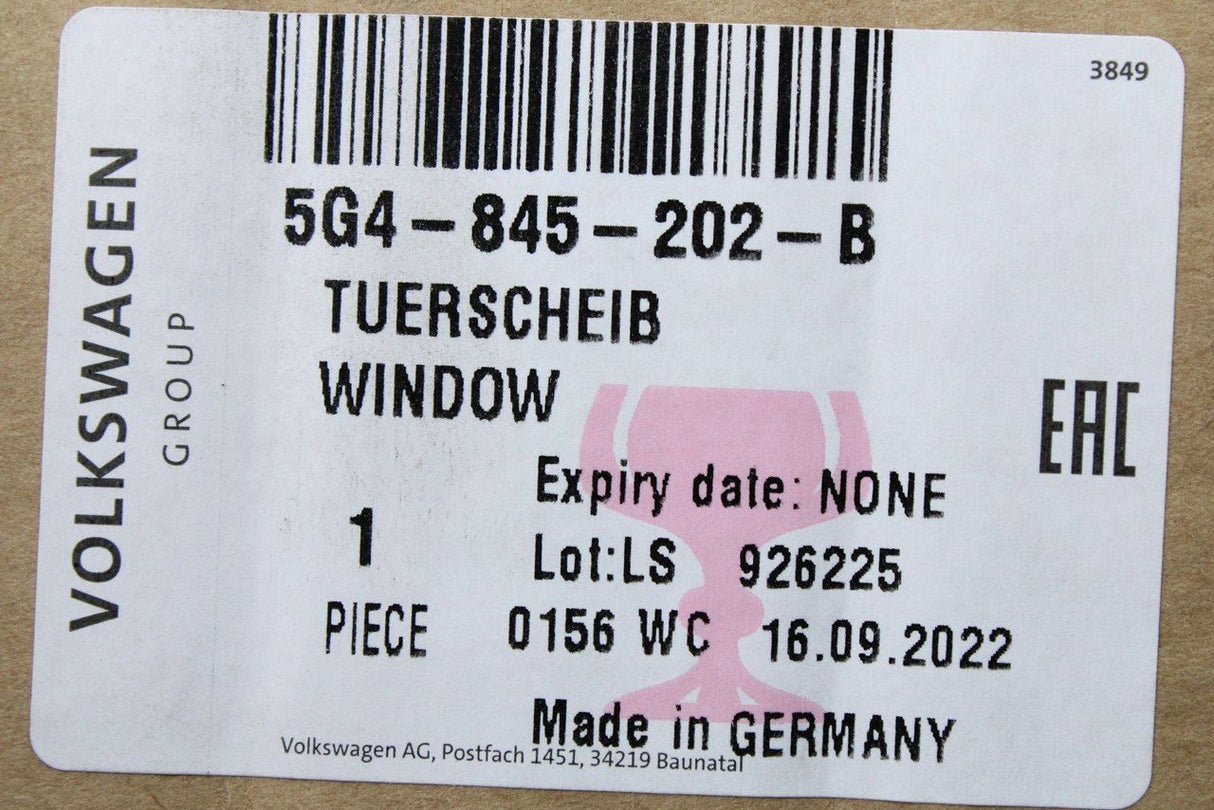 3849
VOLKSWAGEN
GROUP
5G4-845-202-B
TUERSCHEIB
WINDOW
EAC
Expiry date: NONE
1
Lot:LS 926225
PIECE 0156 WC 16.09.2022
Made in GERMANY
Volkswagen AG, Postfach 1451, 34219 Baunatal